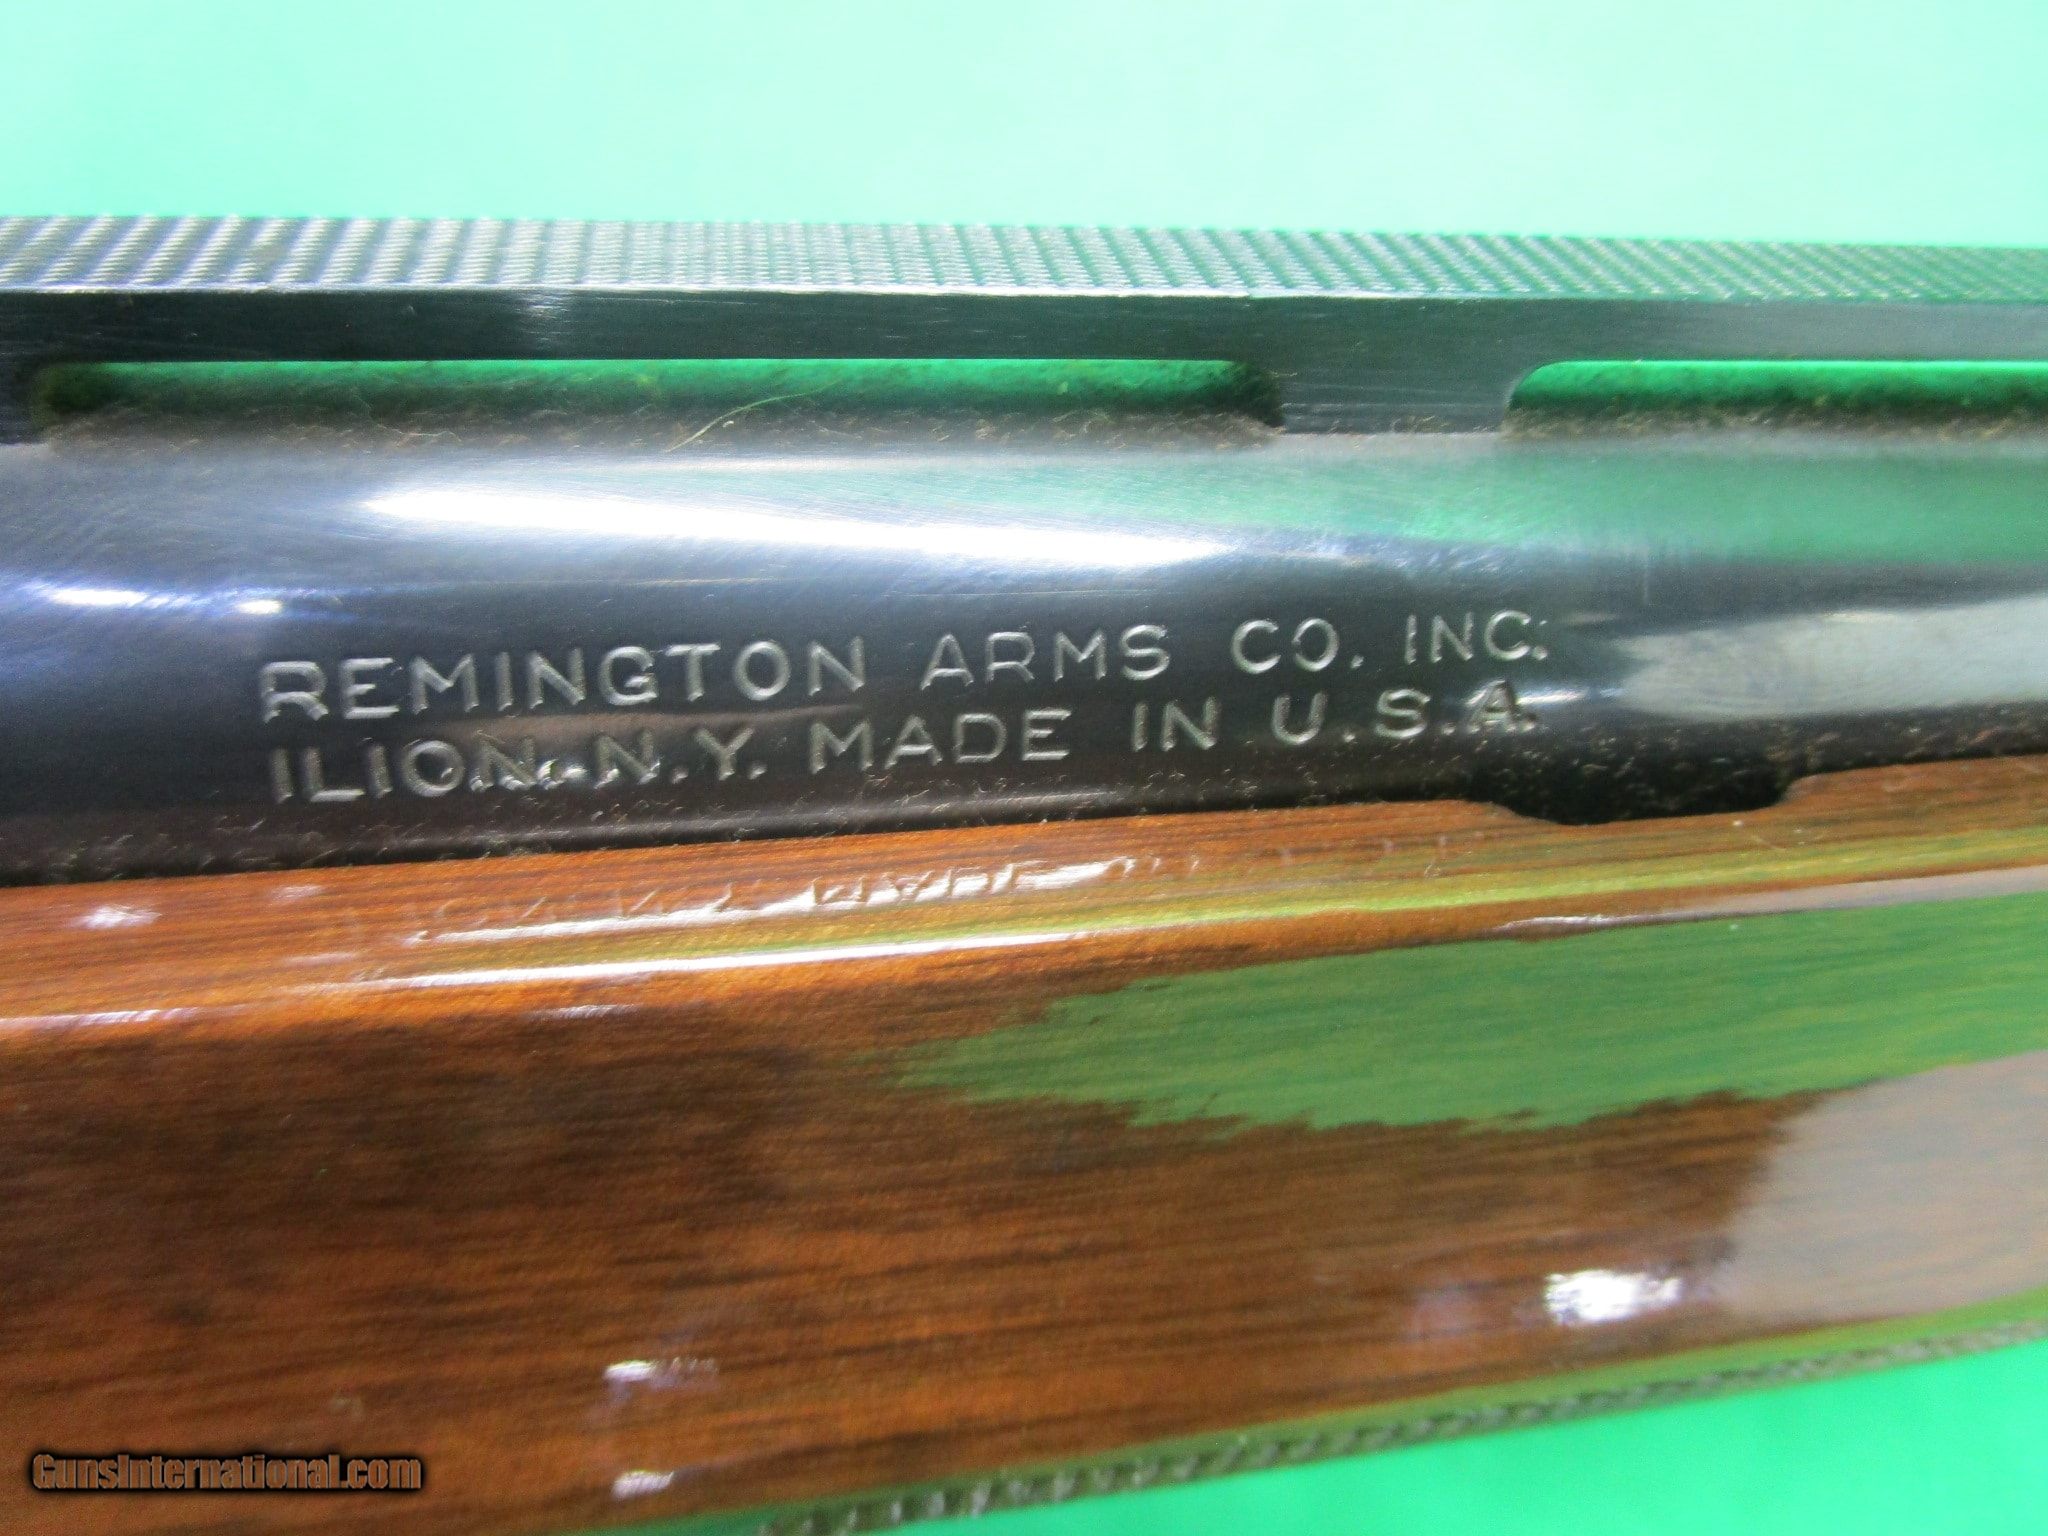 REMINGTON ARMS CO. INC.
ILION. N.Y. MADE IN U.S.A.
GunsInternational.com